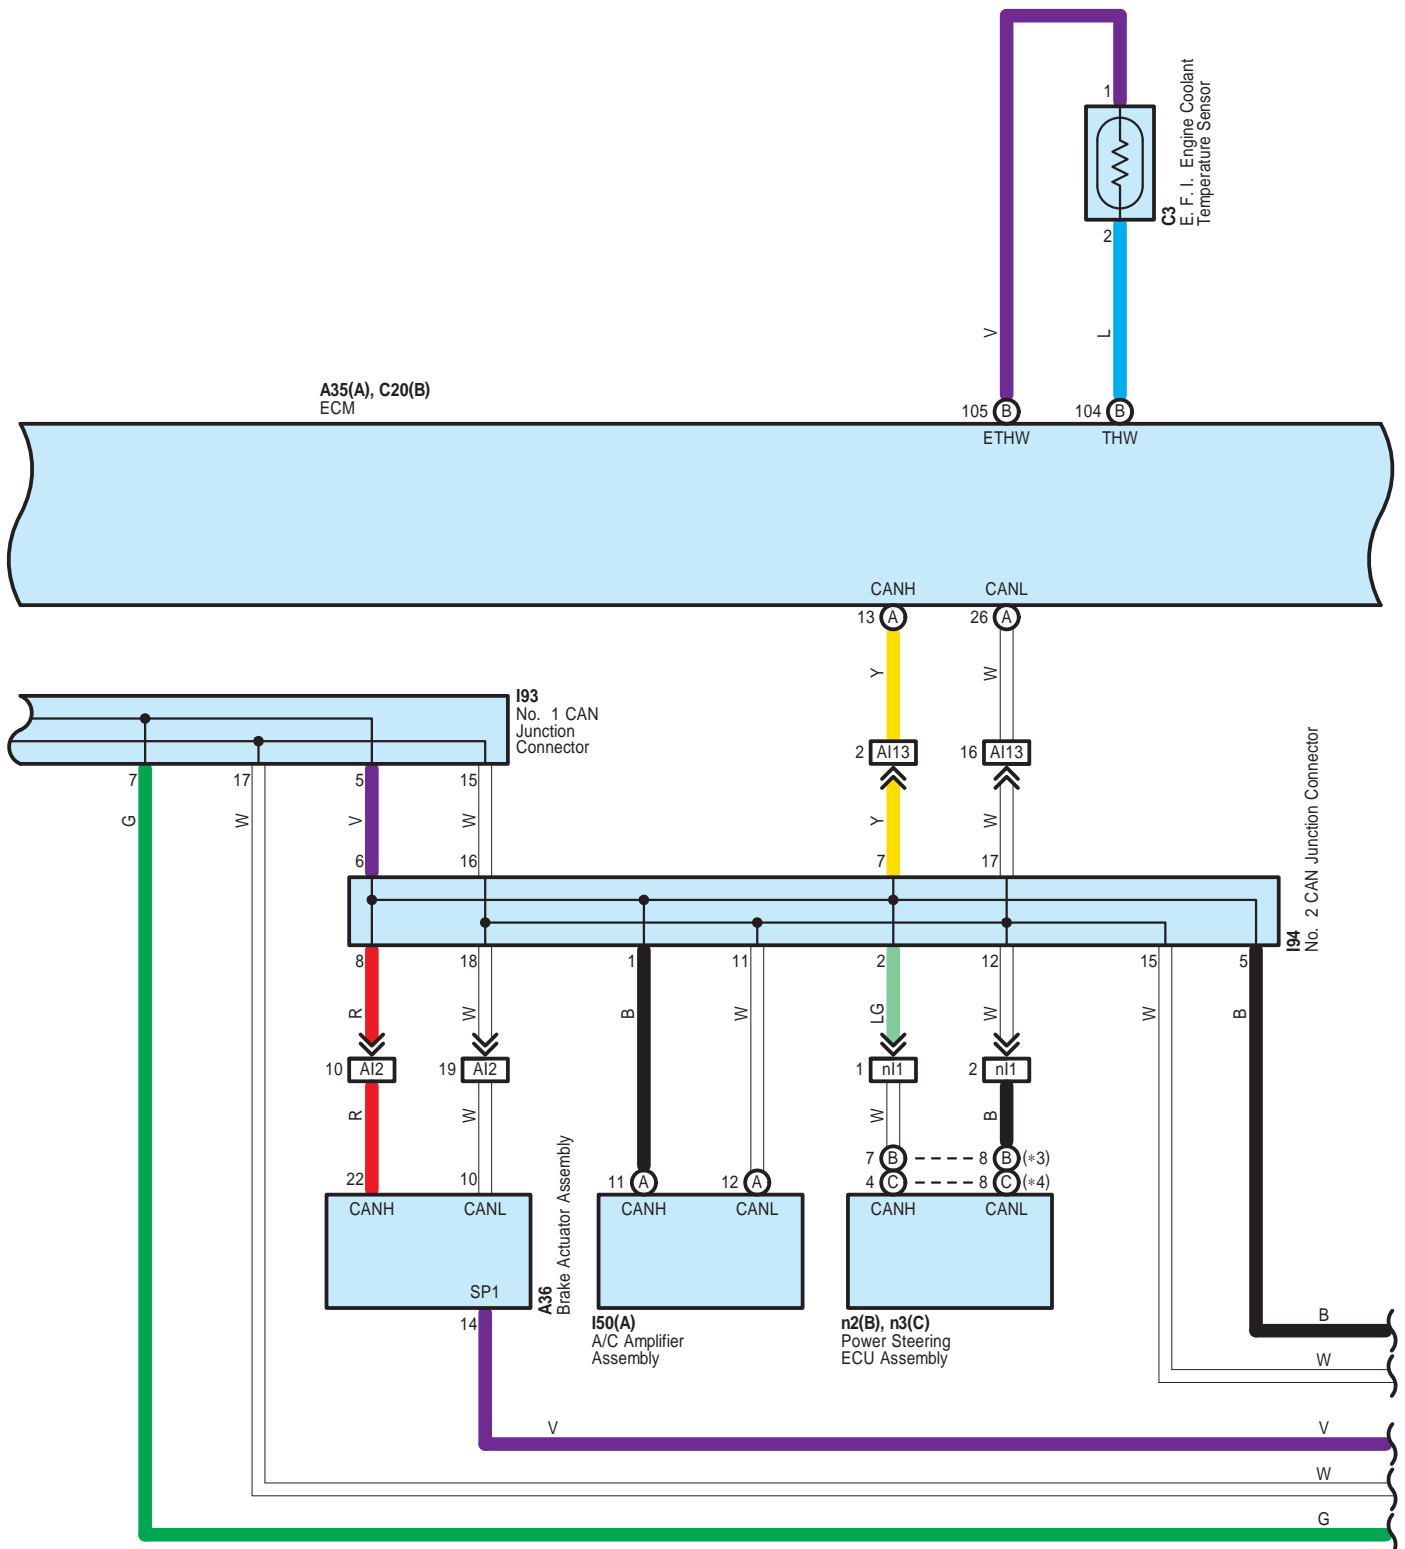 1
C3
E. F. I. Engine Coolant
Temperature Sensor
2
V
L
A35(A), C20(B)
ECM
105 B
104 B
ETHW
THW
CANH
CANL
13 A
26 A
Y
W
I93
No. 1 CAN
Junction
Connector
2 AI13
16 AI13
7
17
5
15
G
W
V
W
Y
W
6
16
7
17
I94
No. 2 CAN Junction Connector
8
18
1
11
2
12
15
5
R
W
B
W
LG
W
W
B
10 AI2
19 AI2
1 nI1
2 nI1
R
W
W
B
7 B
8 B (*3)
22
10
11 A
12 A
4 C
8 C (*4)
CANH
CANL
CANH
CANL
CANH
CANL
SP1
A36
Brake Actuator Assembly
14
I50(A)
A/C Amplifier
Assembly
n2(B), n3(C)
Power Steering
ECU Assembly
B
W
V
V
W
G